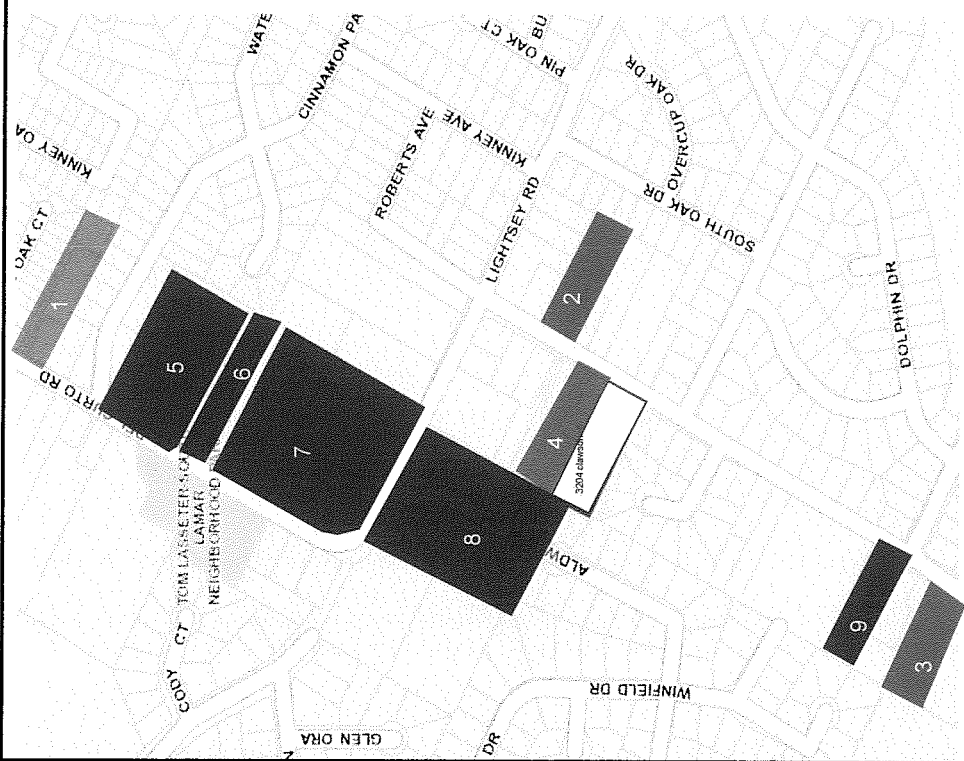 WATE
CINNAMON PA
PIN OAK CT
BU
KINNEY OA
OAK CT
ROBERTS AVE
KINNEY AVE
OVERCUP OAK DR
LIGHTSEY RD
SOUTH OAK DR
1
2
5
6
7
4
3204 clawson
8
TOM LASSETER-SOU
LAMAR
NEIGHBORHOOD
CODY CT
DOLPHIN DR
ALDW
9
3
WINFIELD DR
GLEN ORA
DR